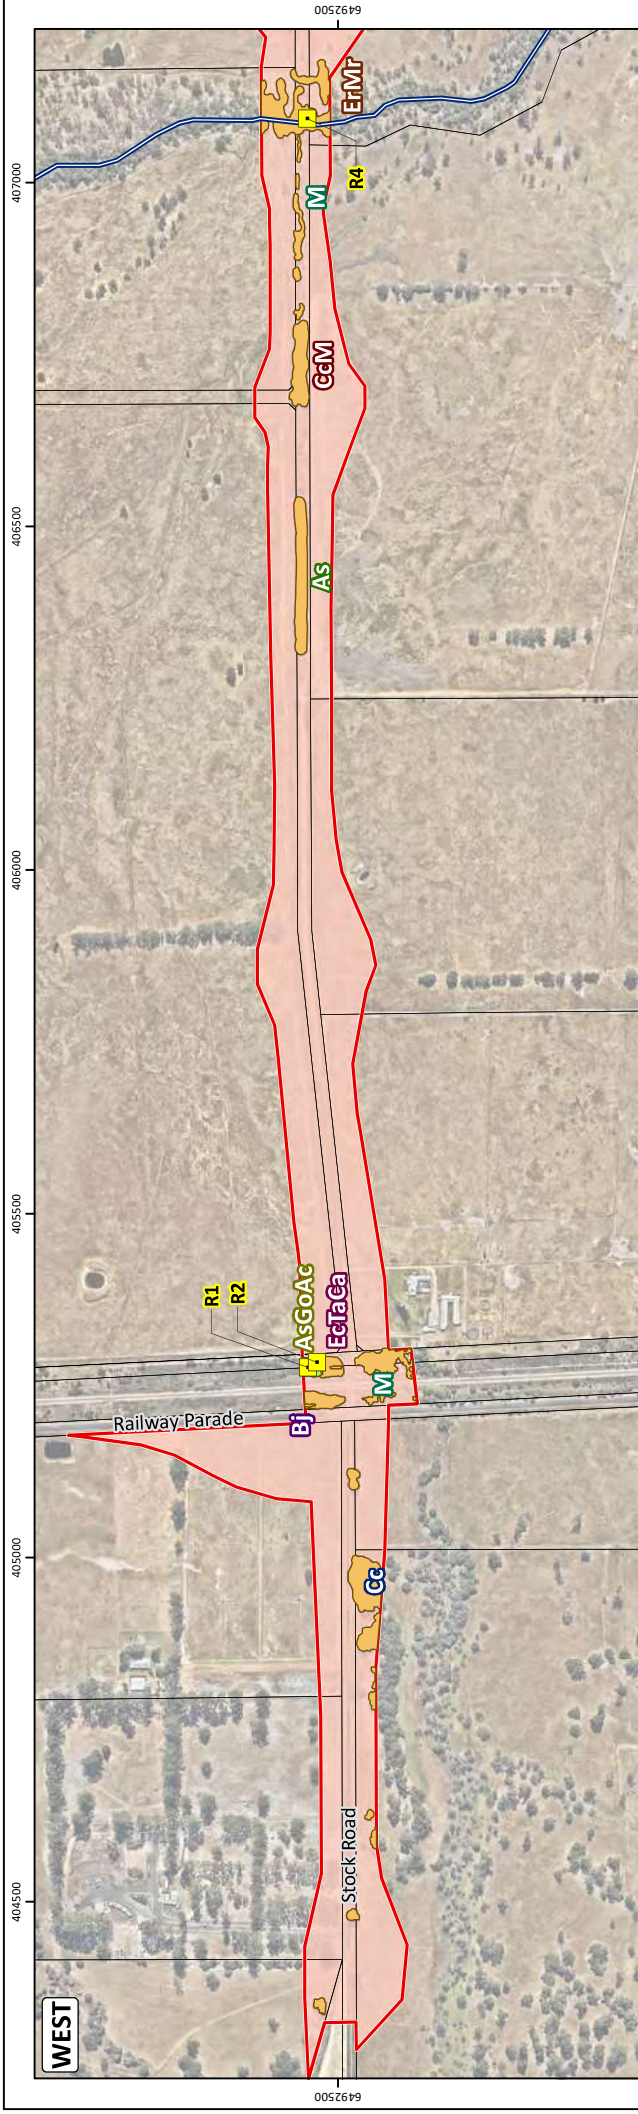 WEST
404500
405000
405500
406000
406500
407000
6492500
6492500
Stock Road
Railway Parade
Cc
Bj
M
R1
R2
AsGoAc
EcTaCa
As
CcM
M
R4
ErMr